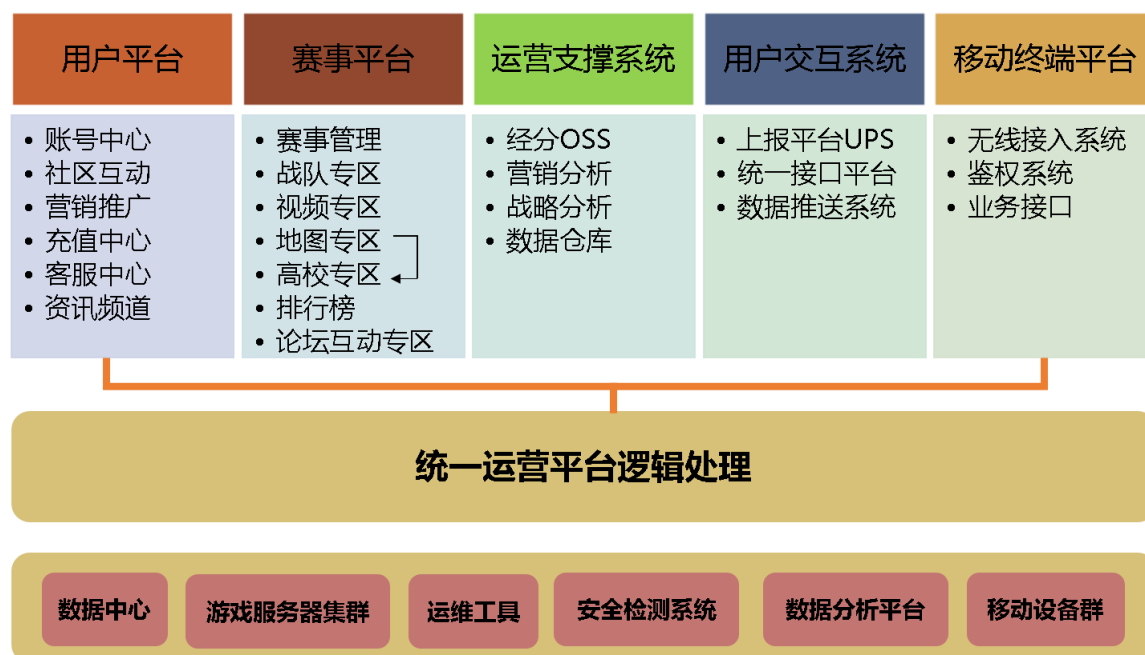 用户平台
赛事平台
运营支撑系统
用户交互系统
移动终端平台
• 账号中心
• 社区互动
• 营销推广
• 充值中心
• 客服中心
• 资讯频道
• 赛事管理
• 战队专区
• 视频专区
• 地图专区
• 高校专区
• 排行榜
• 论坛互动专区
• 经分OSS
• 营销分析
• 战略分析
• 数据仓库
• 上报平台UPS
• 统一接口平台
• 数据推送系统
• 无线接入系统
• 鉴权系统
• 业务接口
统一运营平台逻辑处理
数据中心
游戏服务器集群
运维工具
安全检测系统
数据分析平台
移动设备群